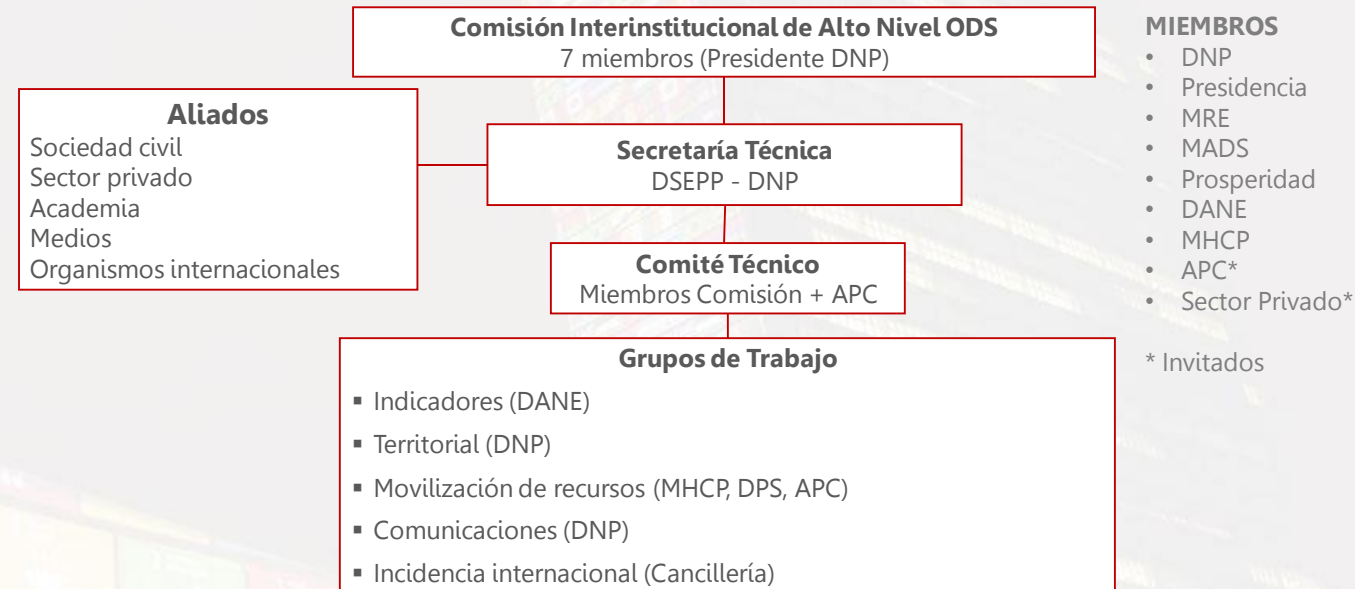 Comisión Interinstitucional de Alto Nivel ODS
7 miembros (Presidente DNP)
Aliados
Sociedad civil
Sector privado
Academia
Medios
Organismos internacionales
Secretaría Técnica
DSEPP - DNP
Comité Técnico
Miembros Comisión + APC
Grupos de Trabajo
▪ Indicadores (DANE)
▪ Territorial (DNP)
▪ Movilización de recursos (MHCP, DPS, APC)
▪ Comunicaciones (DNP)
▪ Incidencia internacional (Cancillería)
MIEMBROS
• DNP
• Presidencia
• MRE
• MADS
• Prosperidad
• DANE
• MHCP
• APC*
• Sector Privado*
* Invitados